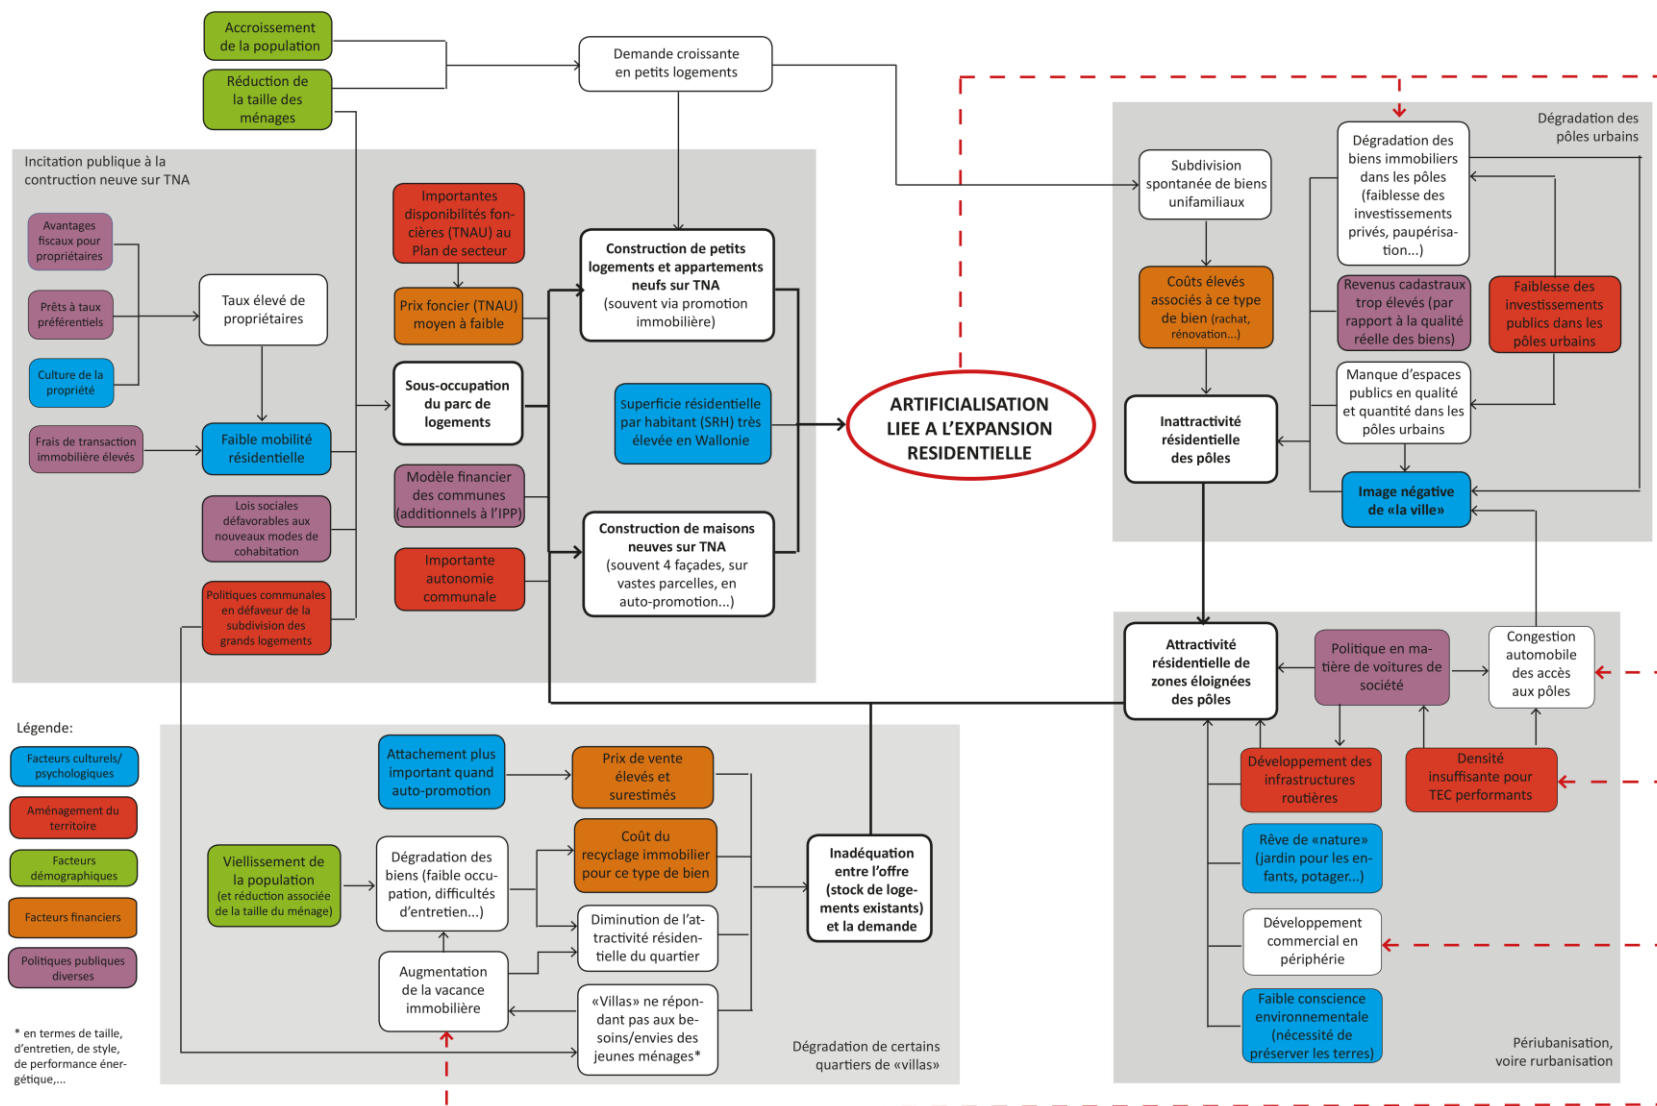 Accroissement
de la population
Réduction de
la taille des
ménages
Demande croissante
en petits logements
Incitation publique à la
contruction neuve sur TNA
Avantages
fiscaux pour
propriétaires
Prêts à taux
préférentiels
Culture de la
propriété
Frais de transaction
immobilière élevés
Taux élevé de
propriétaires
Faible mobilité
résidentielle
Lois sociales
défavorables aux
nouveaux modes de
cohabitation
Politiques communales
en défaveur de la
subdivision des
grands logements
Importantes
disponibilités fon-
cières (TNAU) au
Plan de secteur
Prix foncier (TNAU)
moyen à faible
Sous-occupation
du parc de
logements
Modèle financier
des communes
(additionnels à l'IPP)
Importante
autonomie
communale
Construction de petits
logements et appartements
neufs sur TNA
(souvent via promotion
immobilière)
Superficie résidentielle
par habitant (SRH) très
élevée en Wallonie
Construction de maisons
neuves sur TNA
(souvent 4 façades, sur
vastes parcelles, en
auto-promotion...)
ARTIFICIALISATION
LIEE A L'EXPANSION
RESIDENTIELLE
Dégradation des
pôles urbains
Subdivision
spontanée de biens
unifamiliaux
Coûts élevés
associés à ce type
de bien (rachat,
rénovation...)
Inattractivité
résidentielle
des pôles
Dégradation des
biens immobiliers
dans les pôles
(faiblesse des
investissements
privés, paupérisa-
tion...)
Revenus cadastraux
trop élevés (par
rapport à la qualité
réelle des biens)
Manque d'espaces
publics en qualité
et quantité dans les
pôles urbains
Image négative
de «la ville»
Faiblesse des
investissements
publics dans les
pôles urbains
Attractivité
résidentielle de
zones éloignées
des pôles
Politique en ma-
tière de voitures de
société
Congestion
automobile
des accès
aux pôles
Développement des
infrastructures
routières
Densité
insuffisante pour
TEC performants
Rêve de «nature»
(jardin pour les en-
fants, potager...)
Développement
commercial en
périphérie
Faible conscience
environnementale
(nécessité de
préserver les terres)
Périurbanisation,
voire rurbanisation
Légende:
Facteurs culturels/
psychologiques
Aménagement du
territoire
Facteurs
démographiques
Facteurs financiers
Politiques publiques
diverses
* en termes de taille,
d'entretien, de style,
de performance éner-
gétique,...
Attachement plus
important quand
auto-promotion
Prix de vente
élevés et
surestimés
Viellissement de
la population
(et réduction associée
de la taille du ménage)
Dégradation des
biens (faible occu-
pation, difficultés
d'entretien...)
Coût du
recyclage immobilier
pour ce type de bien
Diminution de l'at-
tractivité résiden-
tielle du quartier
Augmentation
de la vacance
immobilière
«Villas» ne répon-
dant pas aux be-
soins/envies des
jeunes ménages*
Inadéquation
entre l'offre
(stock de loge-
ments existants)
et la demande
Dégradation de certains
quartiers de «villas»